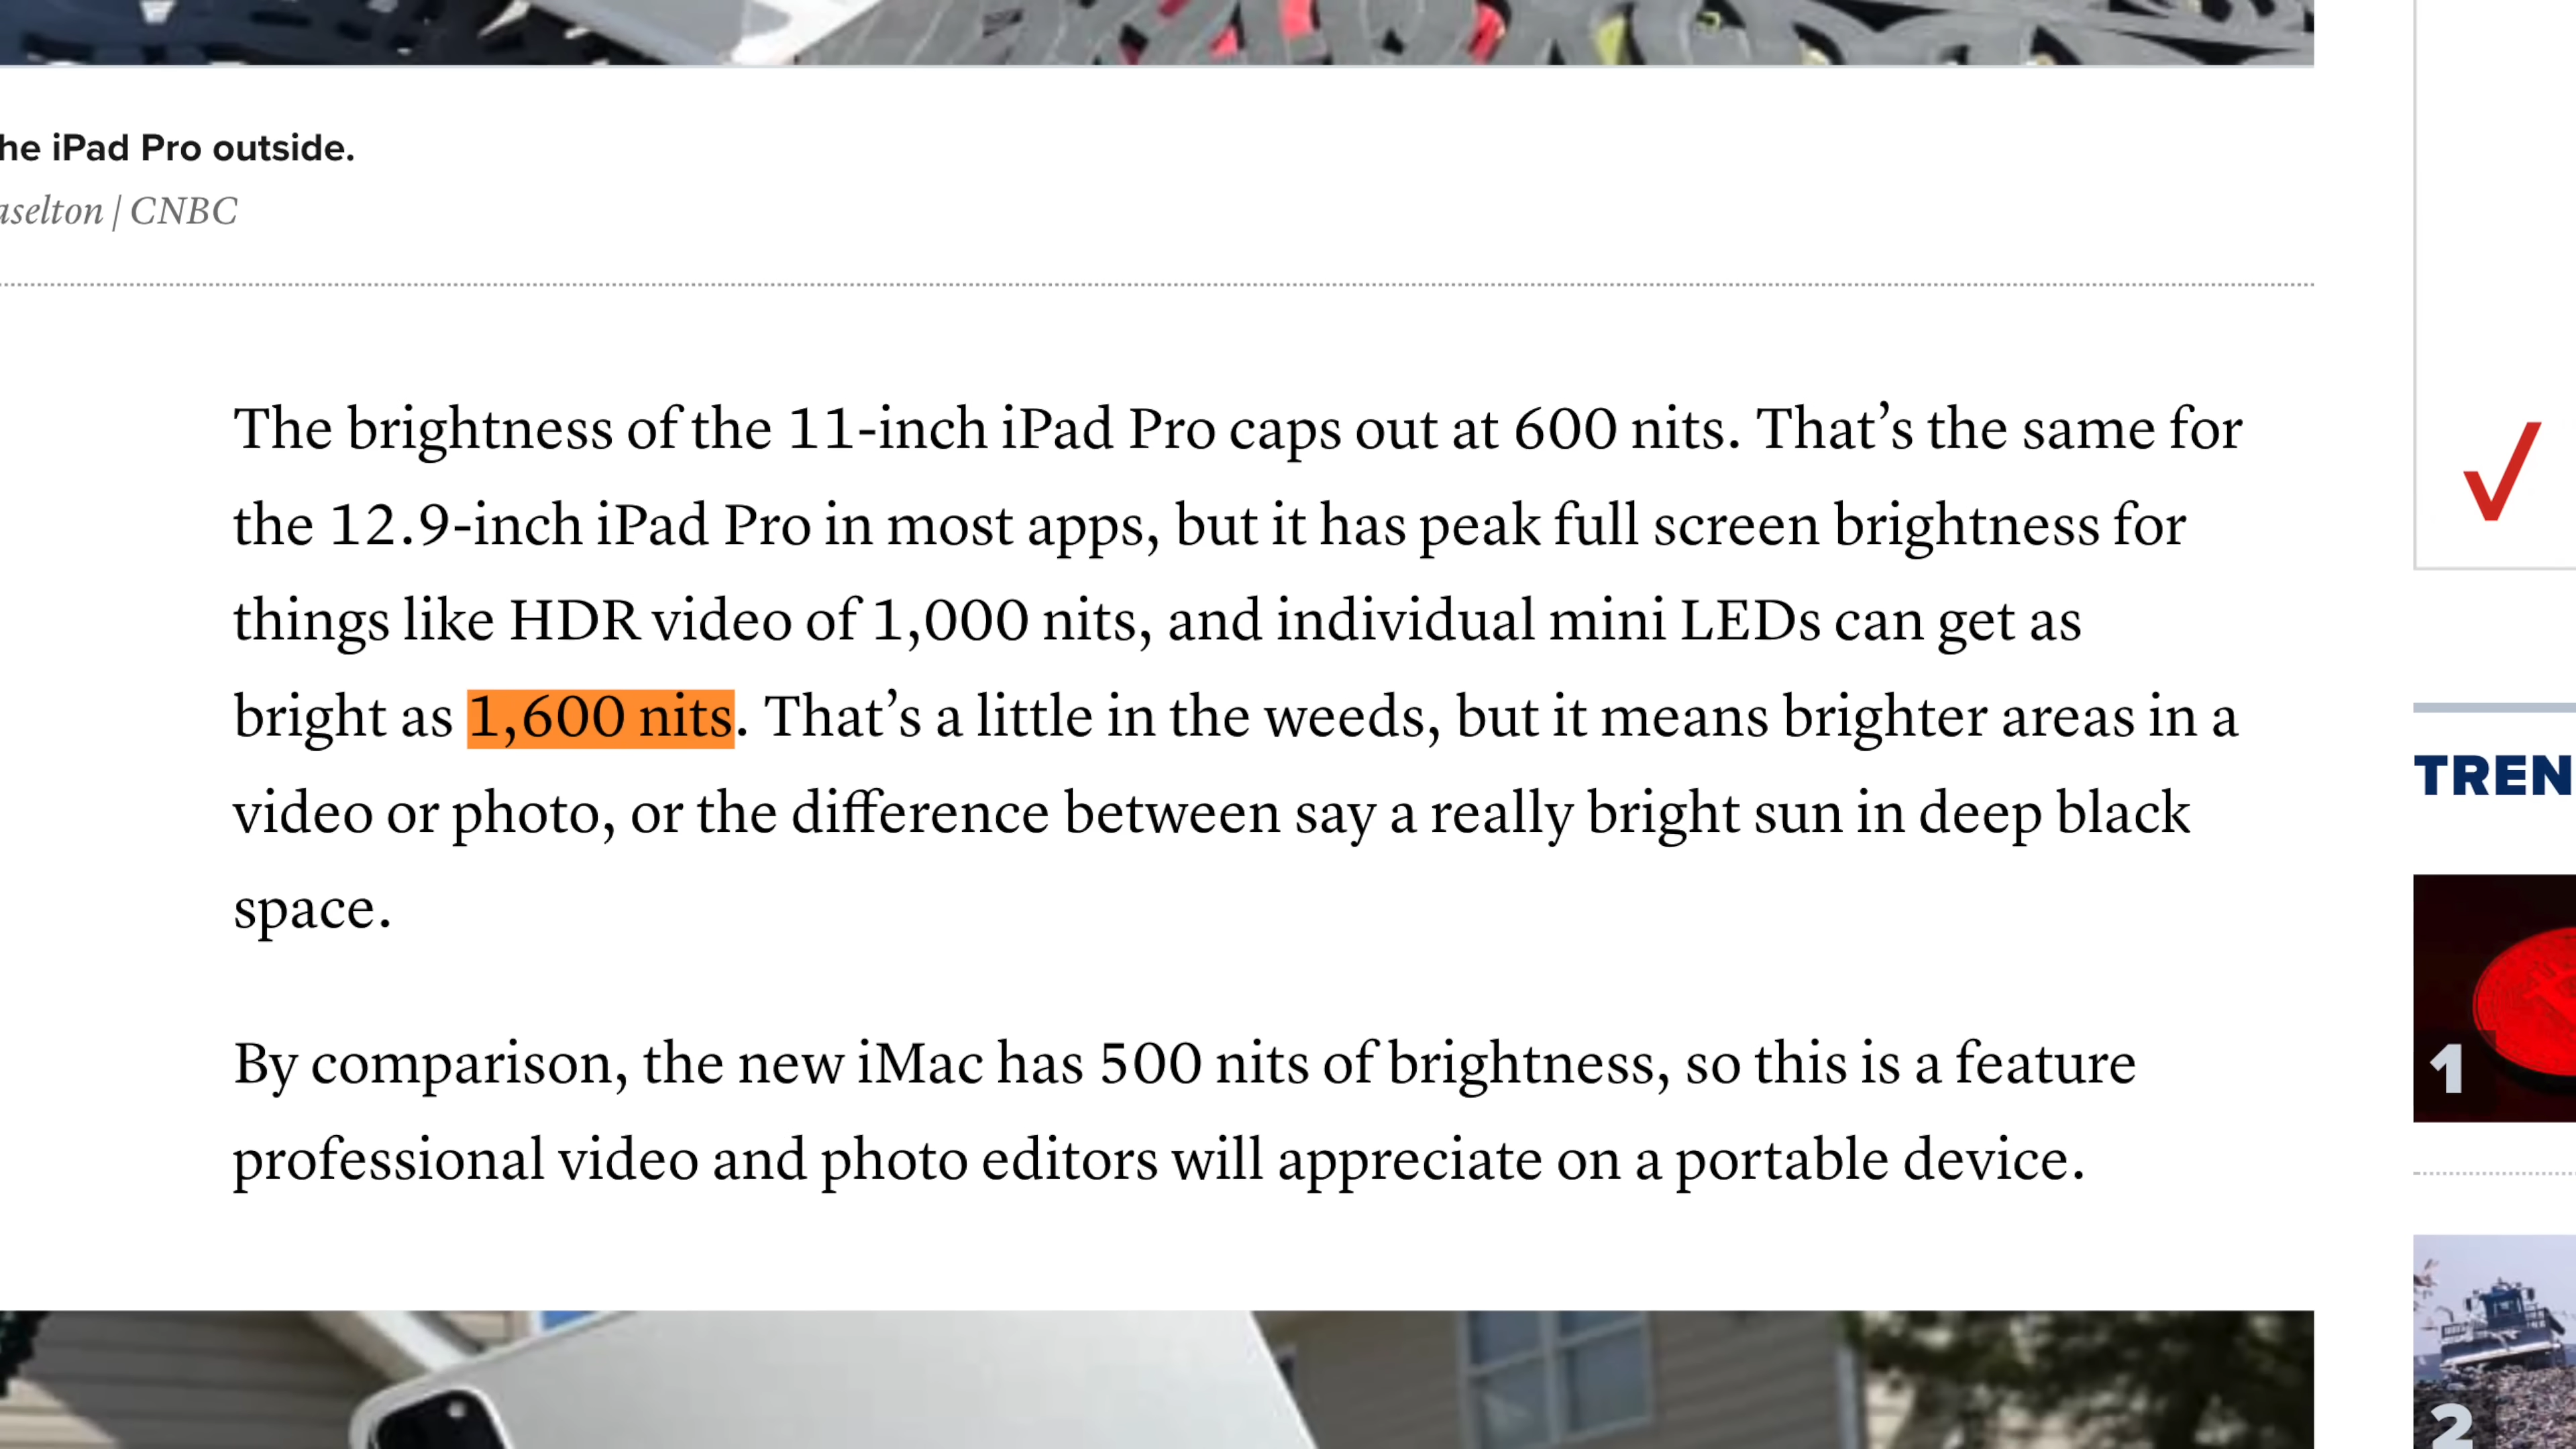 he iPad Pro outside.
aselton | CNBC
The brightness of the 11-inch iPad Pro caps out at 600 nits. That’s the same for
the 12.9-inch iPad Pro in most apps, but it has peak full screen brightness for
things like HDR video of 1,000 nits, and individual mini LEDs can get as
bright as 1,600 nits. That’s a little in the weeds, but it means brighter areas in a
video or photo, or the difference between say a really bright sun in deep black
space.
By comparison, the new iMac has 500 nits of brightness, so this is a feature
professional video and photo editors will appreciate on a portable device.
TREN
1
2